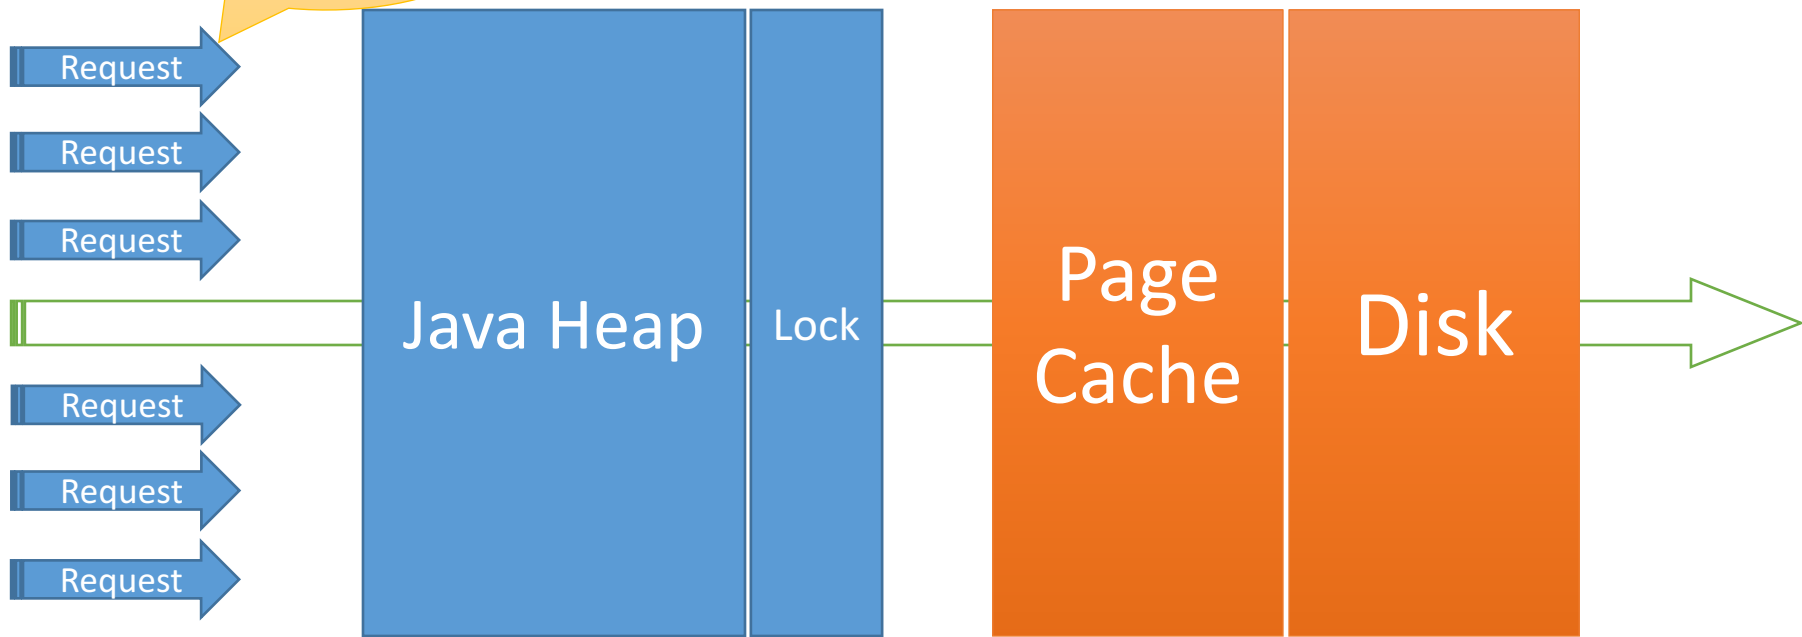 Request
Request
Request
Java Heap
Lock
Page
Cache
Disk
Request
Request
Request